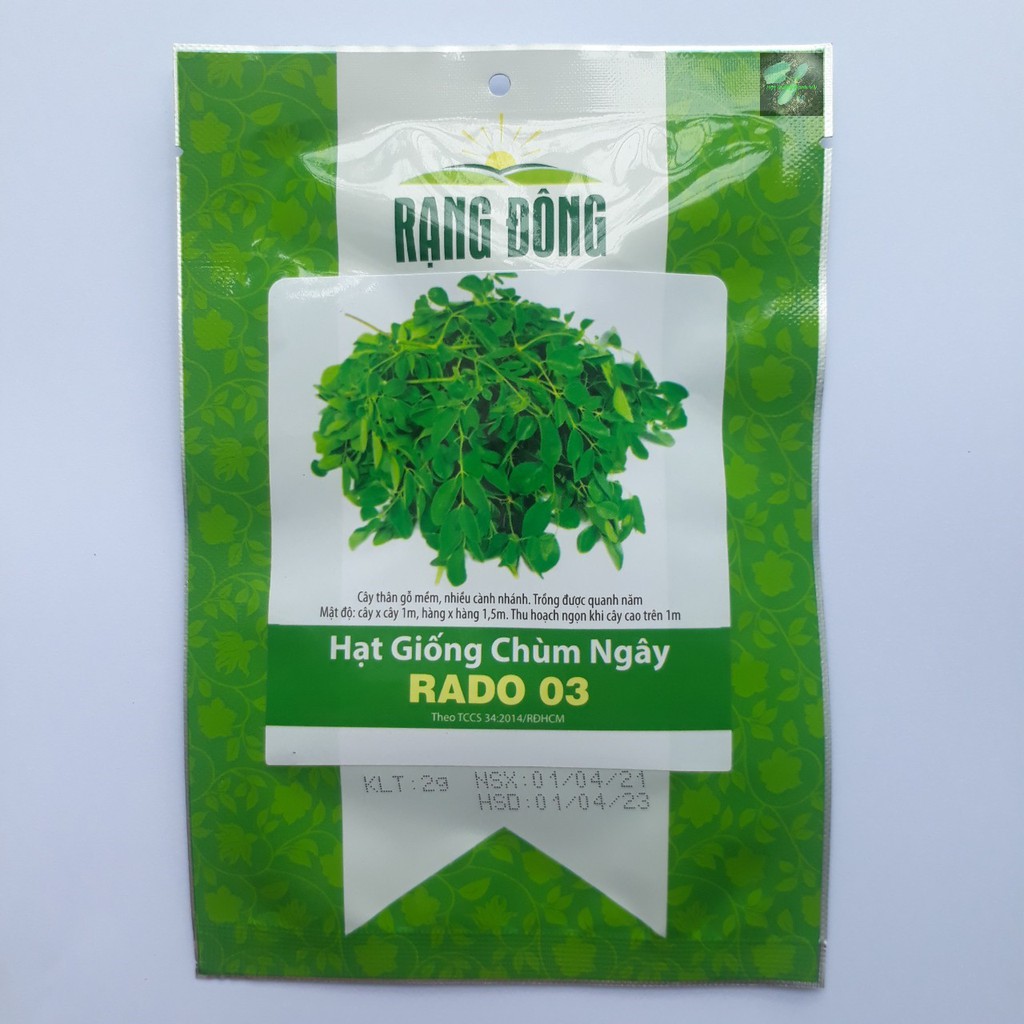 RẠNG ĐÔNG
Cây thân gỗ mềm, nhiều cành nhánh. Trồng được quanh năm
Mật độ: cây x cây 1m, hàng x hàng 1,5m. Thu hoạch ngọn khi cây cao trên 1m
Hạt Giống Chùm Ngây
RADO 03
Theo TCCS 34:2014/RĐHCM
KLT:2g NSX:01/04/21
HSD:01/04/23